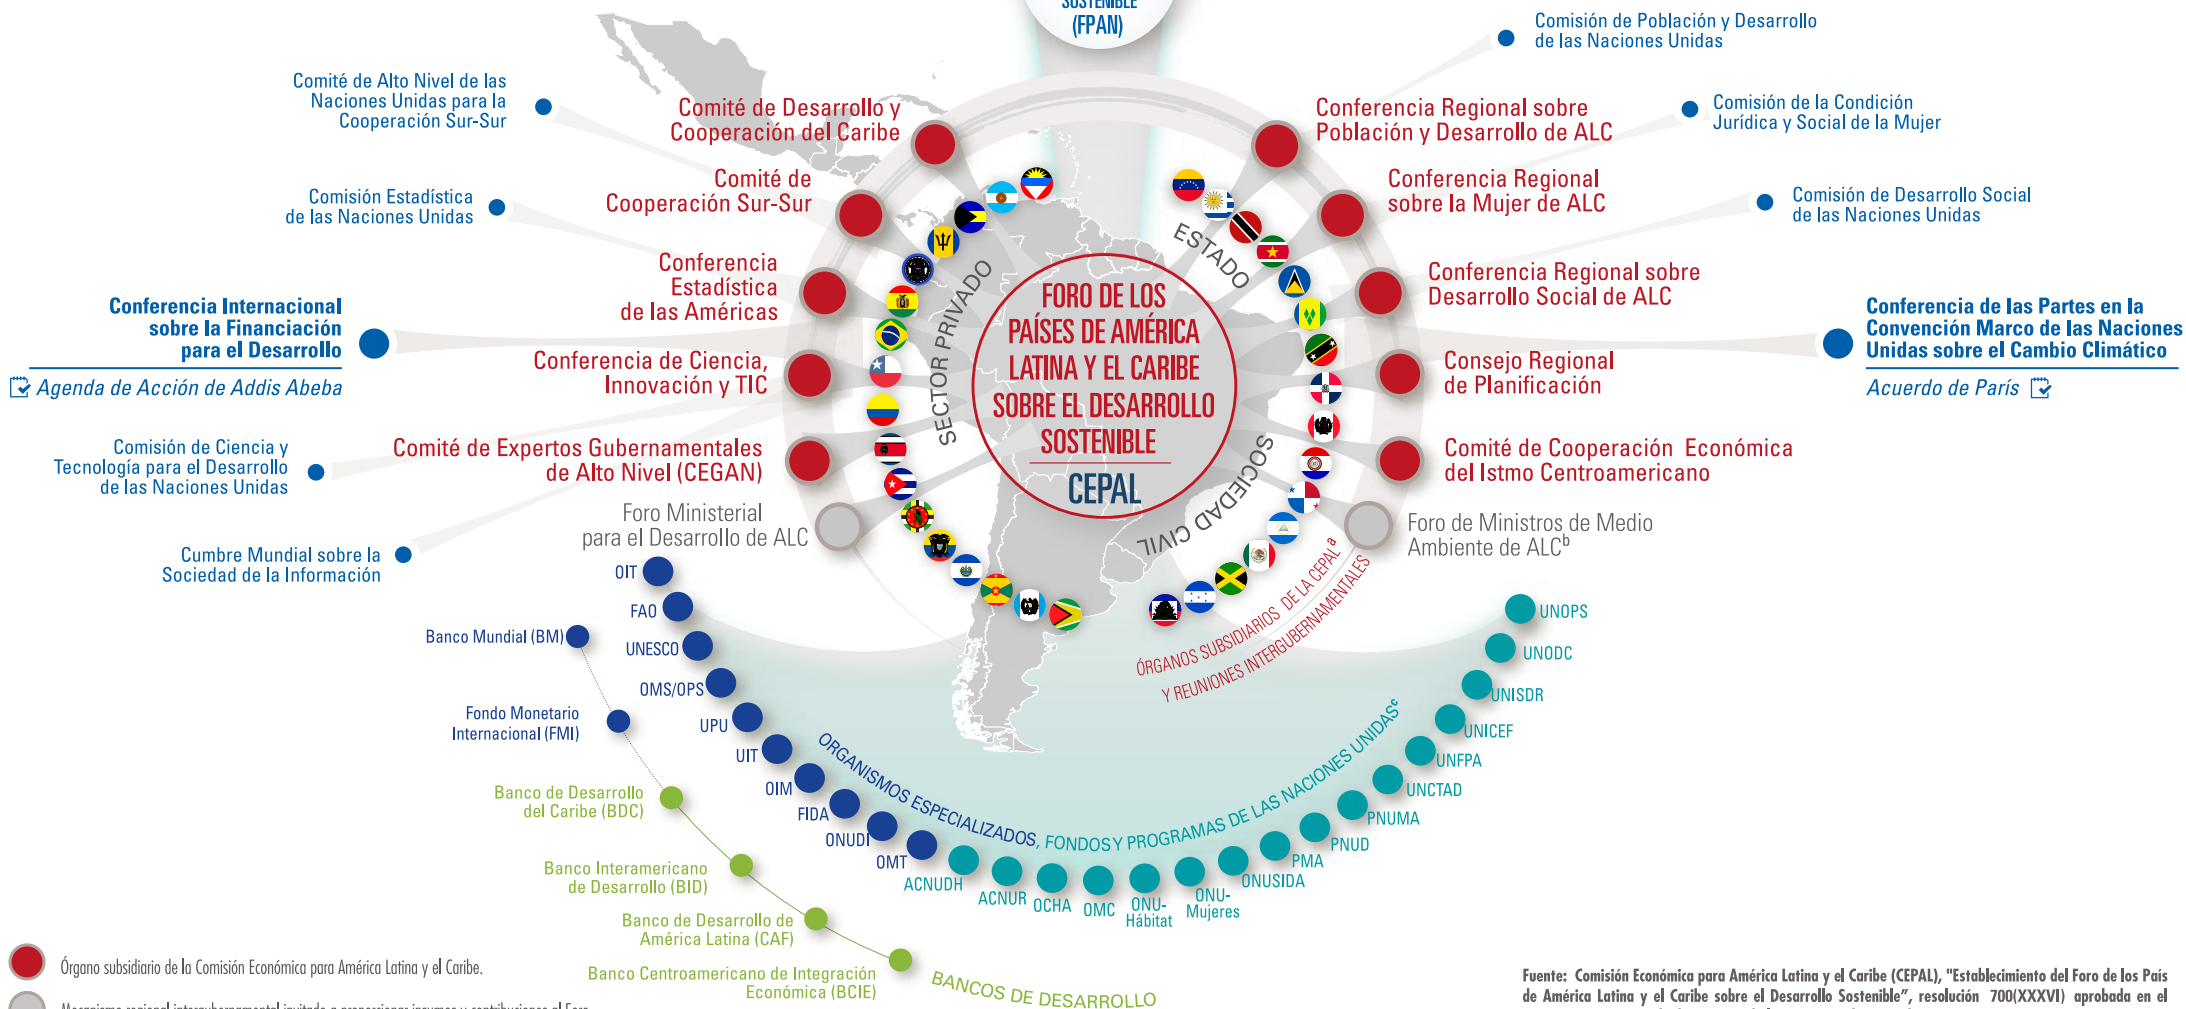 SOSTENIBLE
(FPAN)
Comité de Alto Nivel de las
Naciones Unidas para la
Cooperación Sur-Sur
Comisión Estadística
de las Naciones Unidas
Conferencia Internacional
sobre la Financiación
para el Desarrollo
Agenda de Acción de Addis Abeba
Comisión de Ciencia y
Tecnología para el Desarrollo
de las Naciones Unidas
Cumbre Mundial sobre la
Sociedad de la Información
Comité de Desarrollo y
Cooperación del Caribe
Comité de
Cooperación Sur-Sur
Conferencia
Estadística
de las Américas
Conferencia de Ciencia,
Innovación y TIC
Comité de Expertos Gubernamentales
de Alto Nivel (CEGAN)
Foro Ministerial
para el Desarrollo de ALC
SECTOR PRIVADO
ESTADO
SOCIEDAD CIVIL
FORO DE LOS
PAÍSES DE AMÉRICA
LATINA Y EL CARIBE
SOBRE EL DESARROLLO
SOSTENIBLE
CEPAL
Conferencia Regional sobre
Población y Desarrollo de ALC
Conferencia Regional
sobre la Mujer de ALC
Conferencia Regional sobre
Desarrollo Social de ALC
Consejo Regional
de Planificación
Comité de Cooperación Económica
del Istmo Centroamericano
Foro de Ministros de Medio
Ambiente de ALCb
Comisión de Población y Desarrollo
de las Naciones Unidas
Comisión de la Condición
Jurídica y Social de la Mujer
Comisión de Desarrollo Social
de las Naciones Unidas
Conferencia de las Partes en la
Convención Marco de las Naciones
Unidas sobre el Cambio Climático
Acuerdo de París
ÓRGANOS SUBSIDIARIOS DE LA CEPALa
Y REUNIONES INTERGUBERNAMENTALES
OIT
FAO
UNESCO
OMS/OPS
UPU
UIT
OIM
FIDA
ONUDI
OMT
ACNUDH
ACNUR
OCHA
OMC
ONU-
Hábitat
ONU-
Mujeres
ONUSIDA
PMA
PNUD
PNUMA
UNCTAD
UNFPA
UNICEF
UNISDR
UNODC
UNOPS
ORGANISMOS ESPECIALIZADOS, FONDOS Y PROGRAMAS DE LAS NACIONES UNIDASc
Banco Mundial (BM)
Fondo Monetario
Internacional (FMI)
Banco de Desarrollo
del Caribe (BDC)
Banco Interamericano
de Desarrollo (BID)
Banco de Desarrollo de
América Latina (CAF)
Banco Centroamericano de Integración
Económica (BCIE)
BANCOS DE DESARROLLO
Órgano subsidiario de la Comisión Económica para América Latina y el Caribe.
Mecanismo regional intergubernamental invitado a proporcionar insumos y contribuciones al Foro
Fuente: Comisión Económica para América Latina y el Caribe (CEPAL), "Establecimiento del Foro de los País
de América Latina y el Caribe sobre el Desarrollo Sostenible", resolución 700(XXXVI) aprobada en el